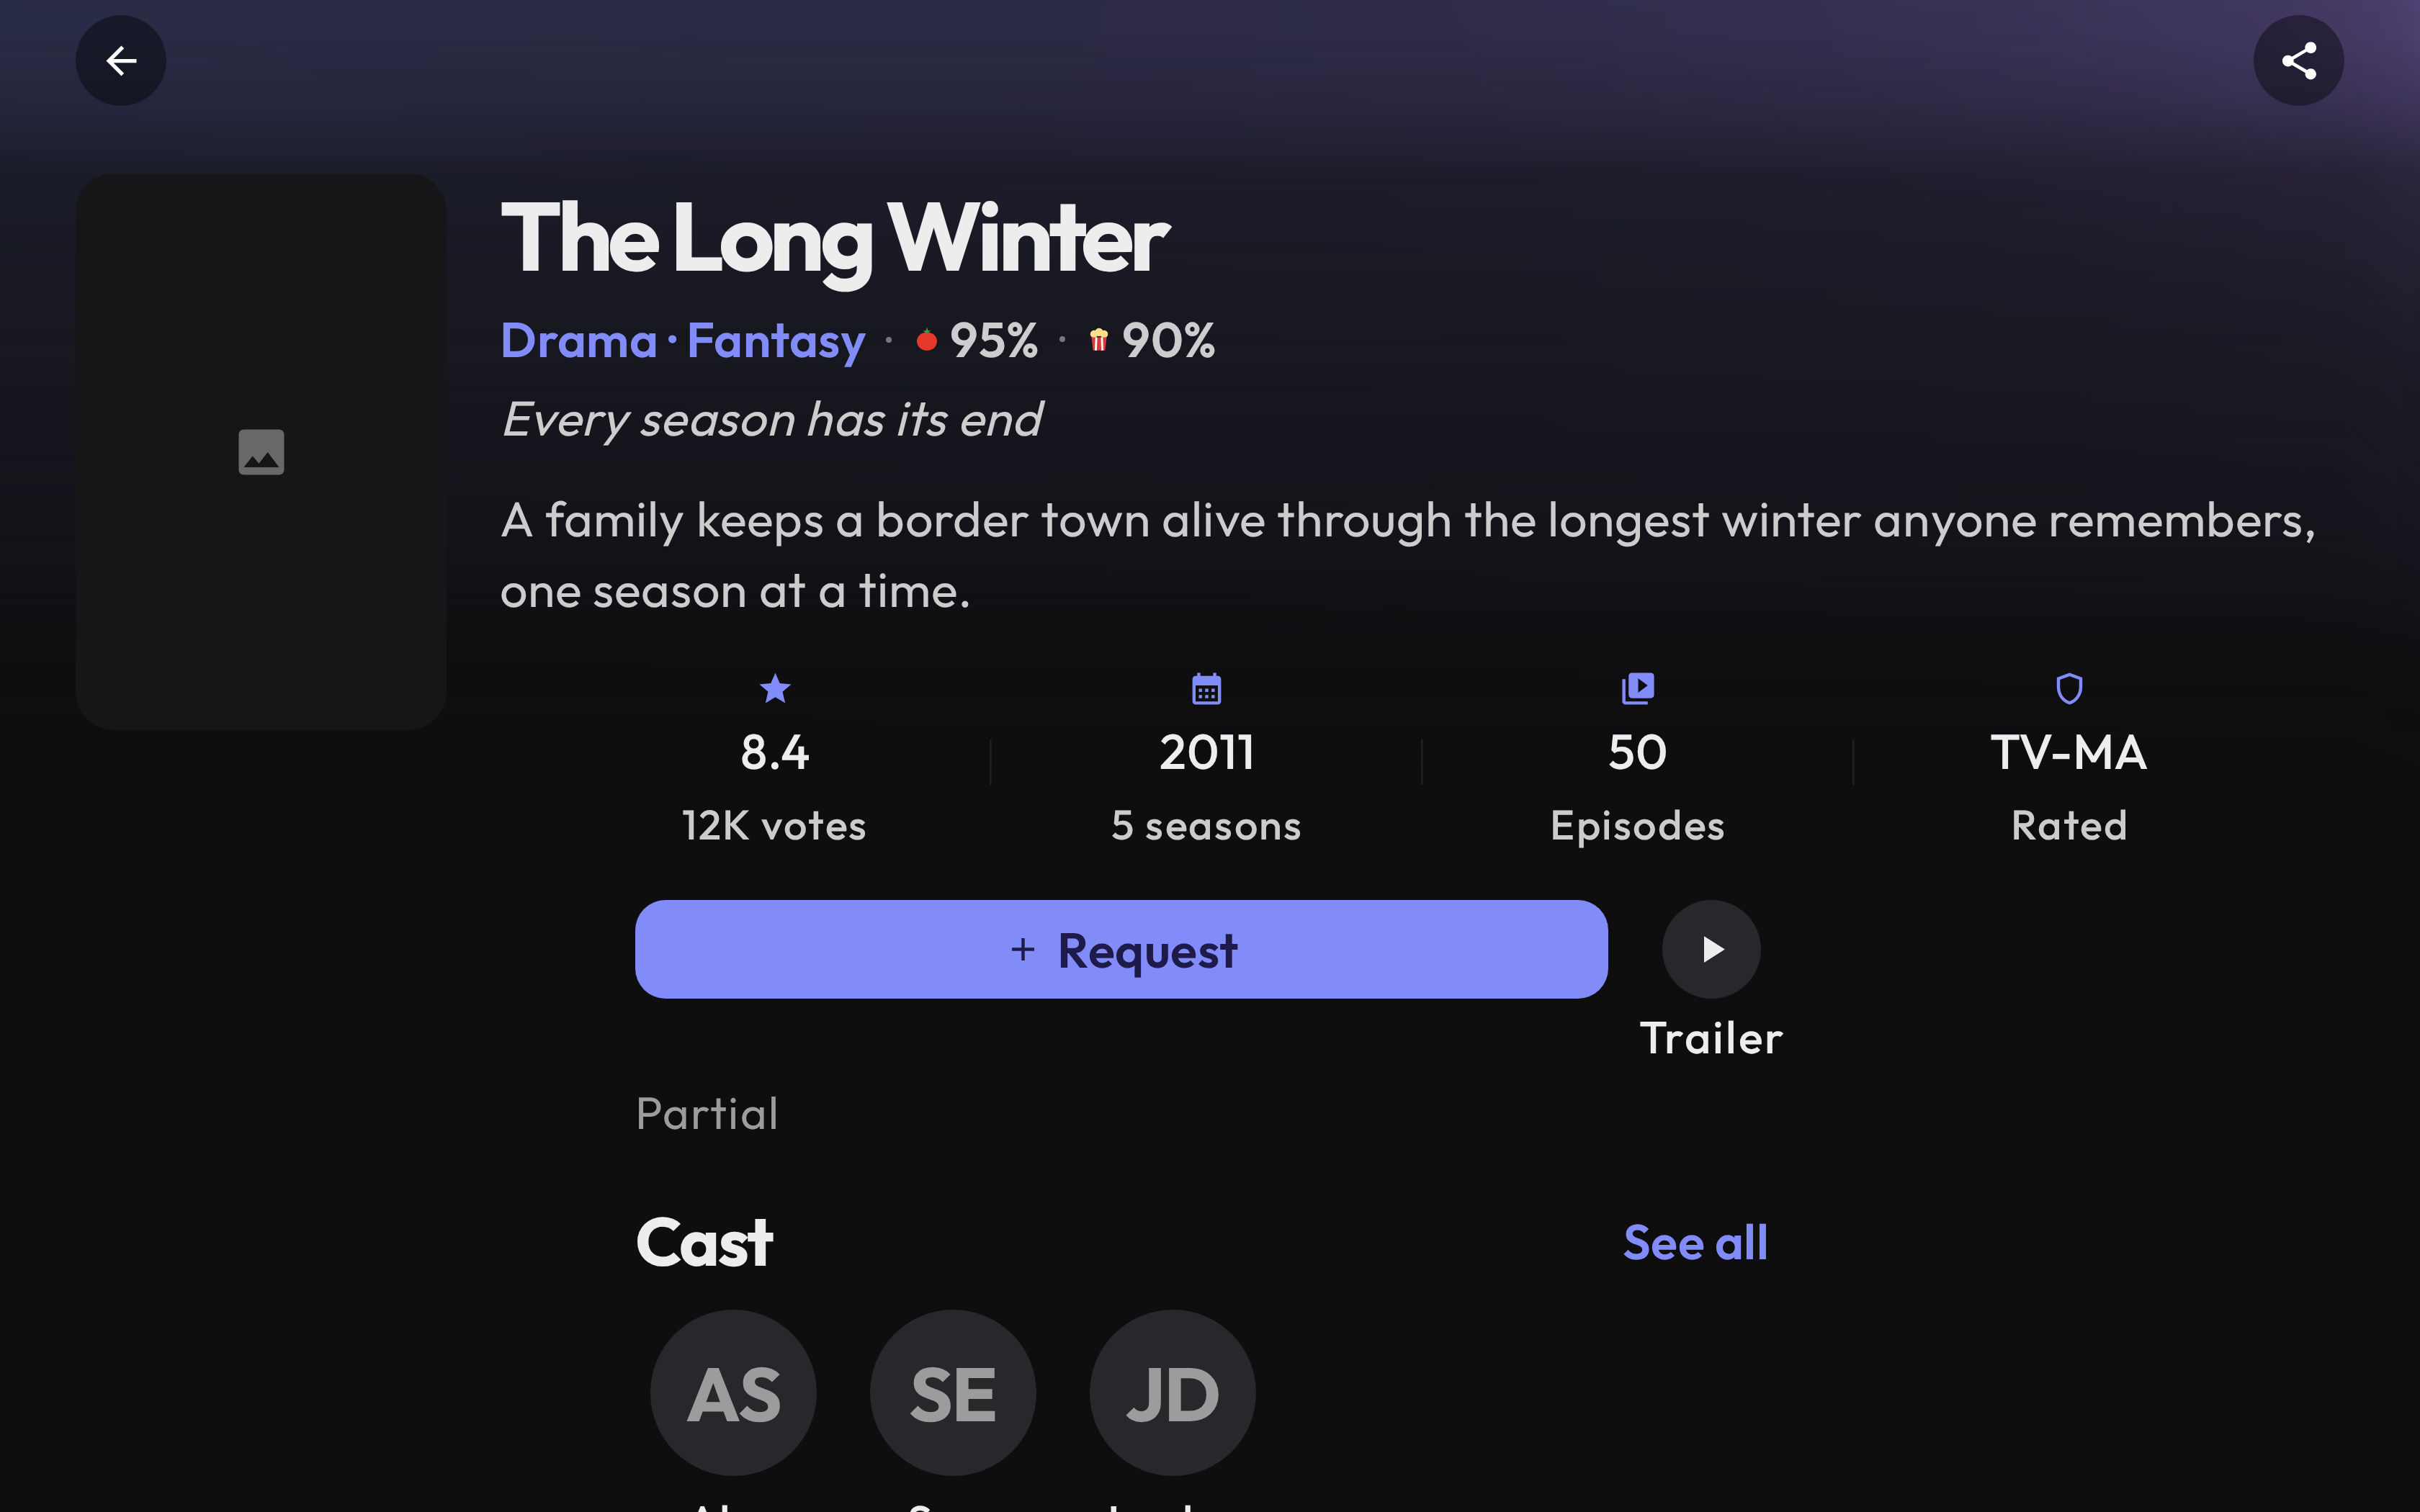 The Long Winter
Drama · Fantasy · 95% · 90%
Every season has its end
A family keeps a border town alive through the longest winter anyone remembers,
one season at a time.
8.4 2011 50 TV-MA
12K votes 5 seasons Episodes Rated
+ Request
Trailer
Partial
Cast See all
AS SE JD